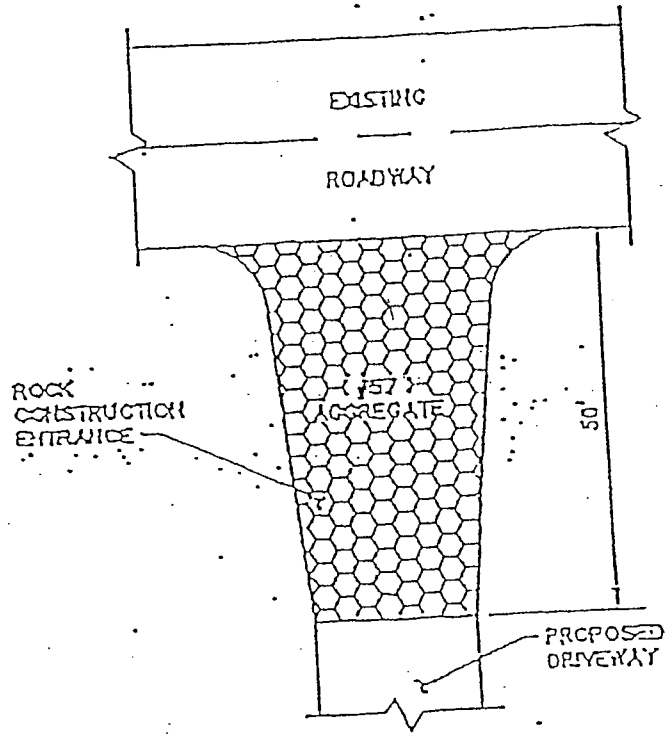 EXISTING
ROADWAY
ROCK
CONSTRUCTION
ENTRANCE
#57
AGGREGATE
50'
PROPOSED
DRIVEWAY